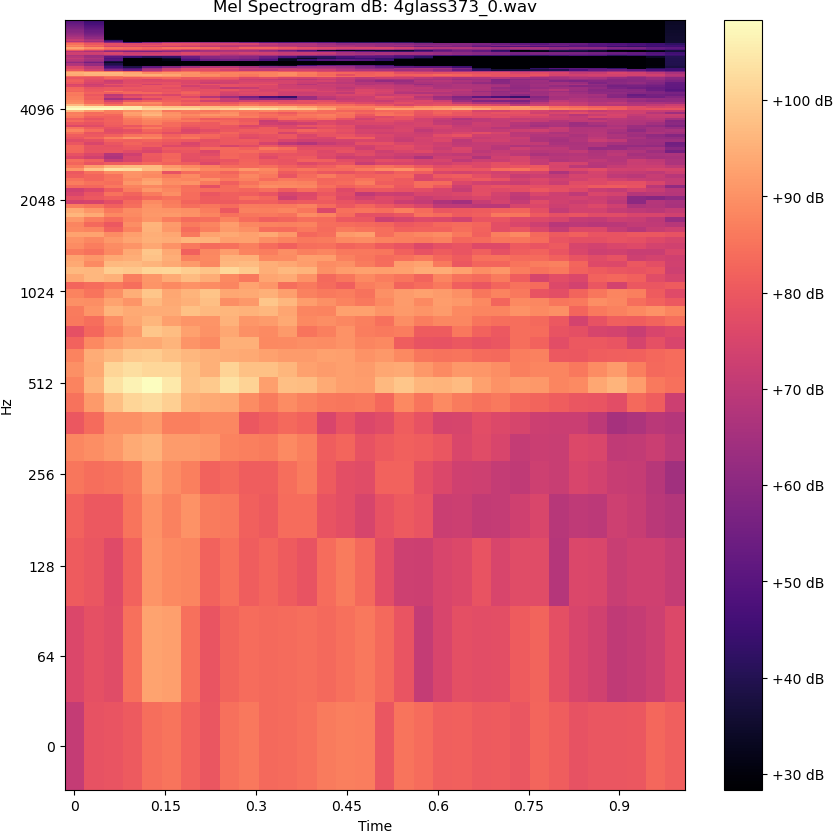 Mel Spectrogram dB: 4glass373_0.wav
4096
2048
1024
512
256
128
64
0
Hz
0 0.15 0.3 0.45 0.6 0.75 0.9
Time
+100 dB
+90 dB
+80 dB
+70 dB
+60 dB
+50 dB
+40 dB
+30 dB